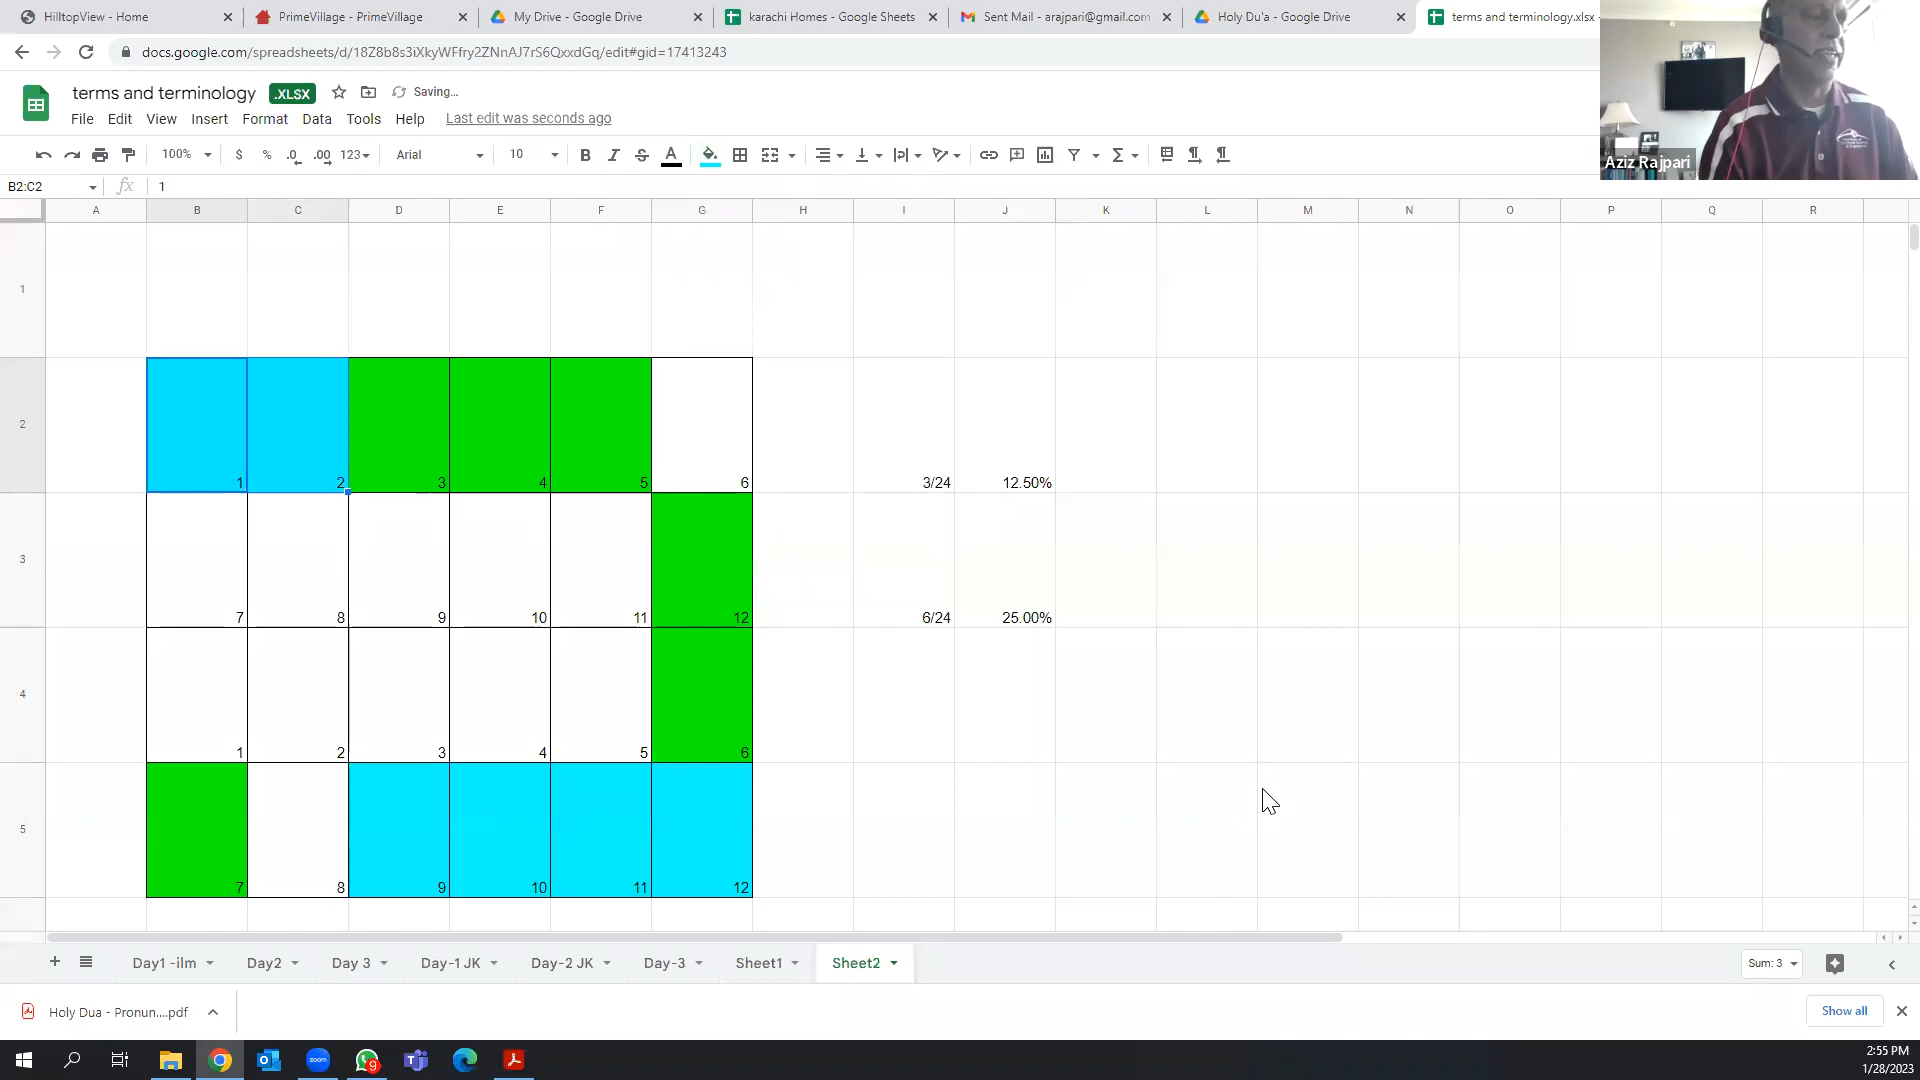 HilltopView - Home
PrimeVillage - PrimeVillage
My Drive - Google Drive
karachi Homes - Google Sheets
Sent Mail - arajpari@gmail.com
Holy Du'a - Google Drive
terms and terminology.xlsx -
docs.google.com/spreadsheets/d/18Z8b8s3iXkyWFfry2ZNnAJ7rS6QxxdGq/edit#gid=17413243
terms and terminology .XLSX Saving...
File Edit View Insert Format Data Tools Help Last edit was seconds ago
100% $ % .0 .00 123 Arial 10 B I S A
Aziz Rajpari
B2:C2 fx 1
A B C D E F G H I J K L M N O P Q R
1
2
1 2 3 4 5 6 3/24 12.50%
3
7 8 9 10 11 12 6/24 25.00%
4
1 2 3 4 5 6
5
7 8 9 10 11 12
Day1 -ilm Day2 Day 3 Day-1 JK Day-2 JK Day-3 Sheet1 Sheet2 Sum: 3
Holy Dua - Pronun....pdf Show all
zoom 9
2:55 PM
1/28/2023